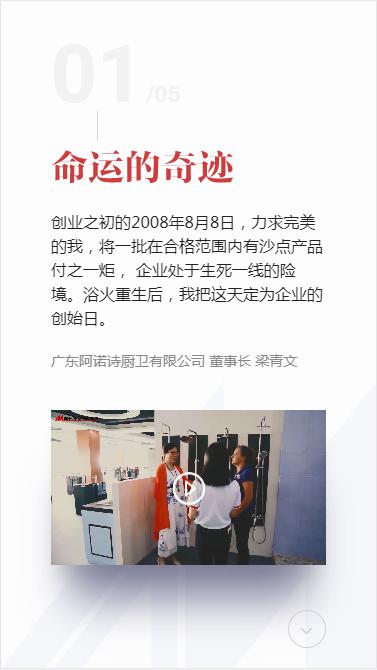 01 /05
命运的奇迹
创业之初的2008年8月8日，力求完美
的我，将一批在合格范围内有沙点产品
付之一炬， 企业处于生死一线的险
境。浴火重生后，我把这天定为企业的
创始日。
广东阿诺诗厨卫有限公司 董事长 梁青文